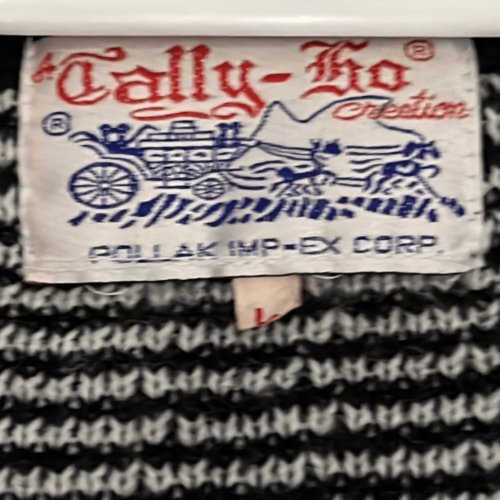 A Tally-Ho ®
creation
®
POLLAK IMP-EX CORP.
L